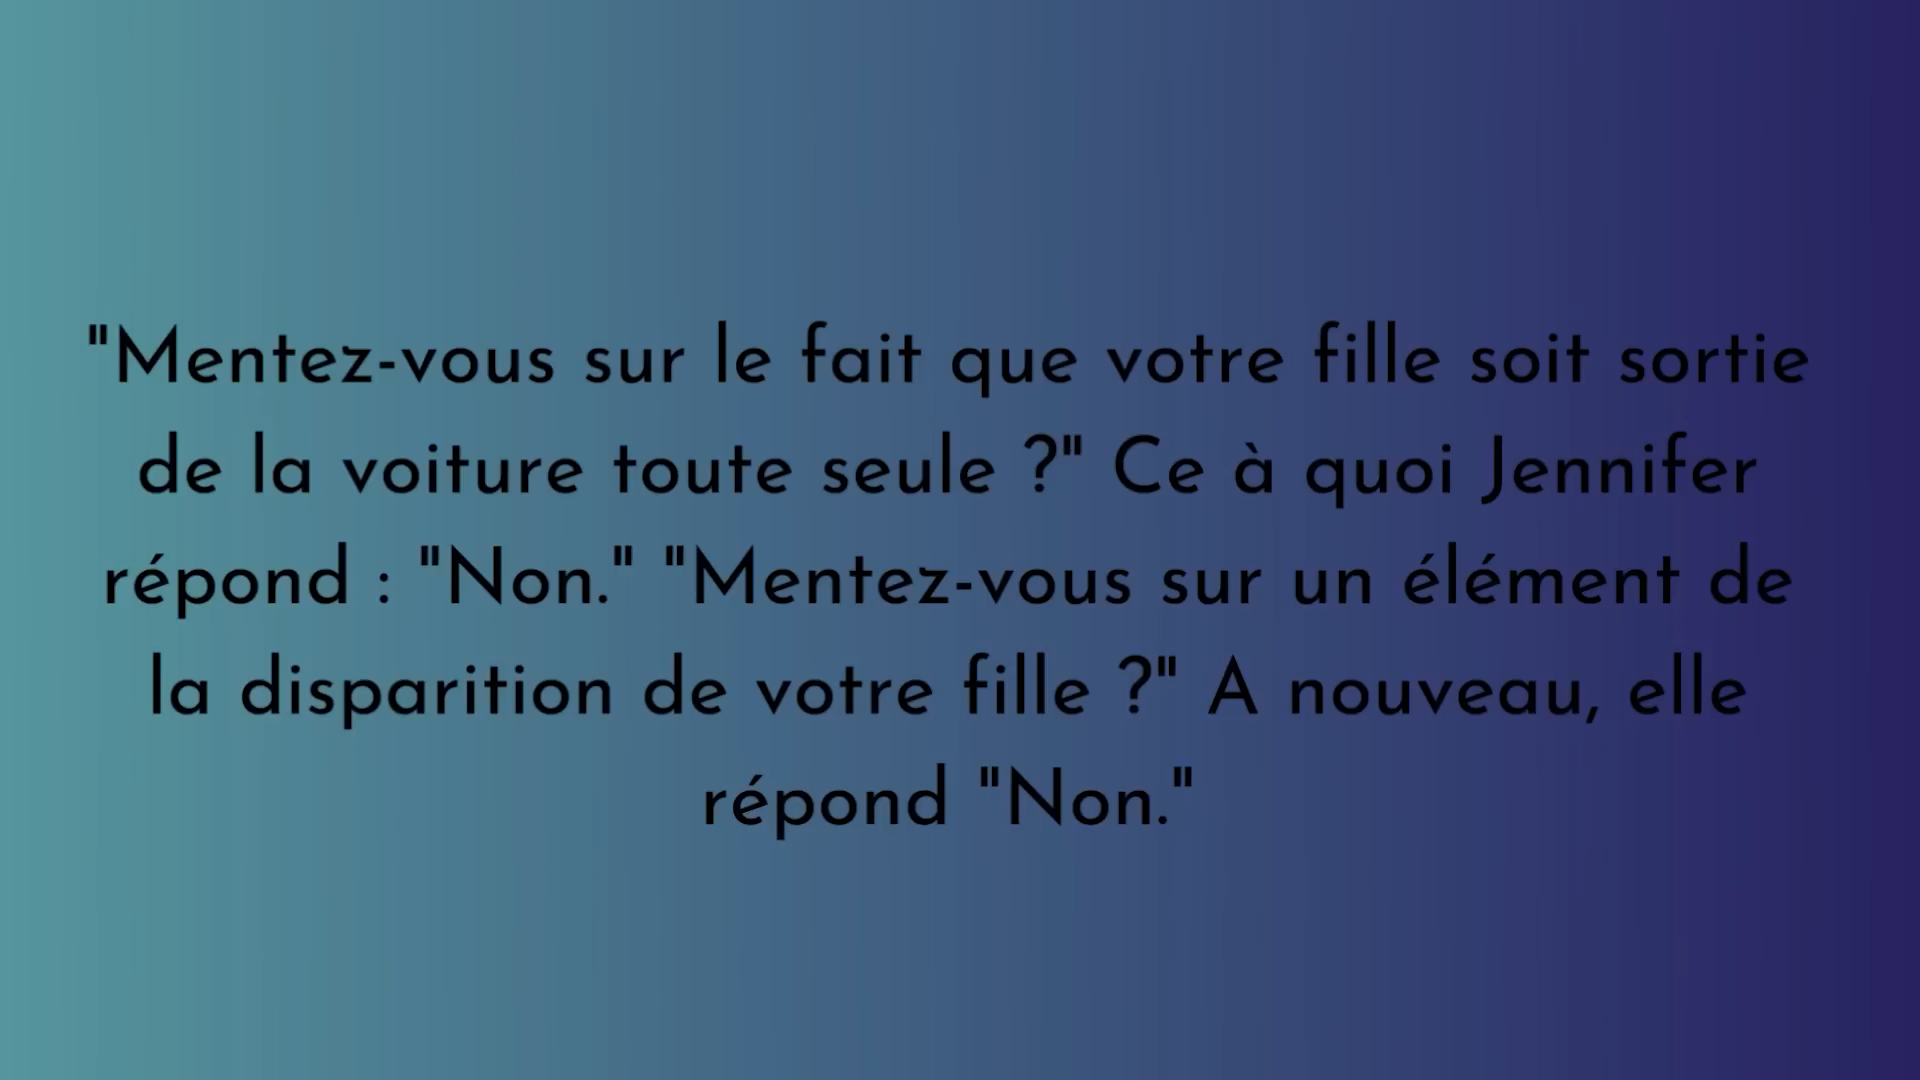 "Mentez-vous sur le fait que votre fille soit sortie
de la voiture toute seule ?" Ce à quoi Jennifer
répond : "Non." "Mentez-vous sur un élément de
la disparition de votre fille ?" A nouveau, elle
répond "Non."